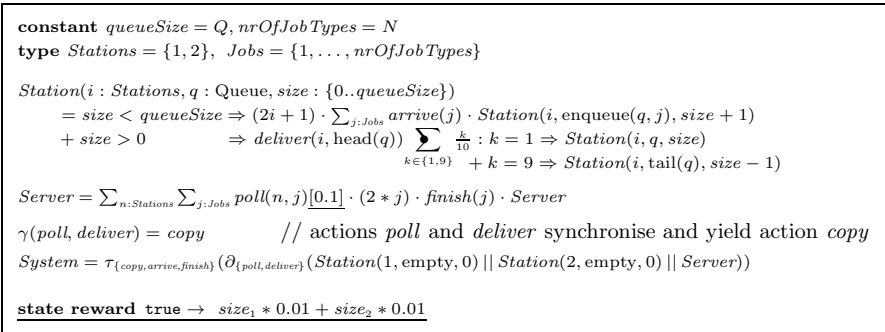 constant queueSize = Q, nrOfJobTypes = N
type Stations = {1, 2}, Jobs = {1, . . . , nrOfJobTypes}
Station(i : Stations, q : Queue, size : {0..queueSize})
= size < queueSize ⇒ (2i + 1) · ∑j:Jobs arrive(j) · Station(i, enqueue(q, j), size + 1)
+ size > 0 ⇒ deliver(i, head(q)) ∑k∈{1,9} k/10 : k = 1 ⇒ Station(i, q, size)
+ k = 9 ⇒ Station(i, tail(q), size − 1)
Server = ∑n:Stations ∑j:Jobs poll(n, j)[0.1] · (2 * j) · finish(j) · Server
γ(poll, deliver) = copy // actions poll and deliver synchronise and yield action copy
System = τ{copy,arrive,finish}(∂{poll,deliver}(Station(1, empty, 0) || Station(2, empty, 0) || Server))
state reward true → size1 * 0.01 + size2 * 0.01